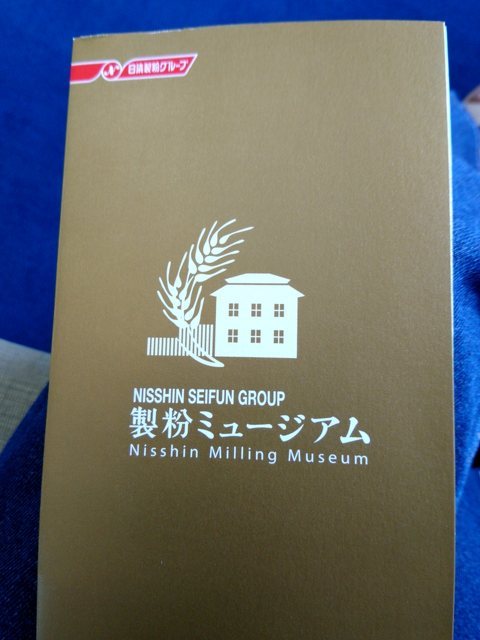 日清製粉グループ
NISSHIN SEIFUN GROUP
製粉ミュージアム
Nisshin Milling Museum